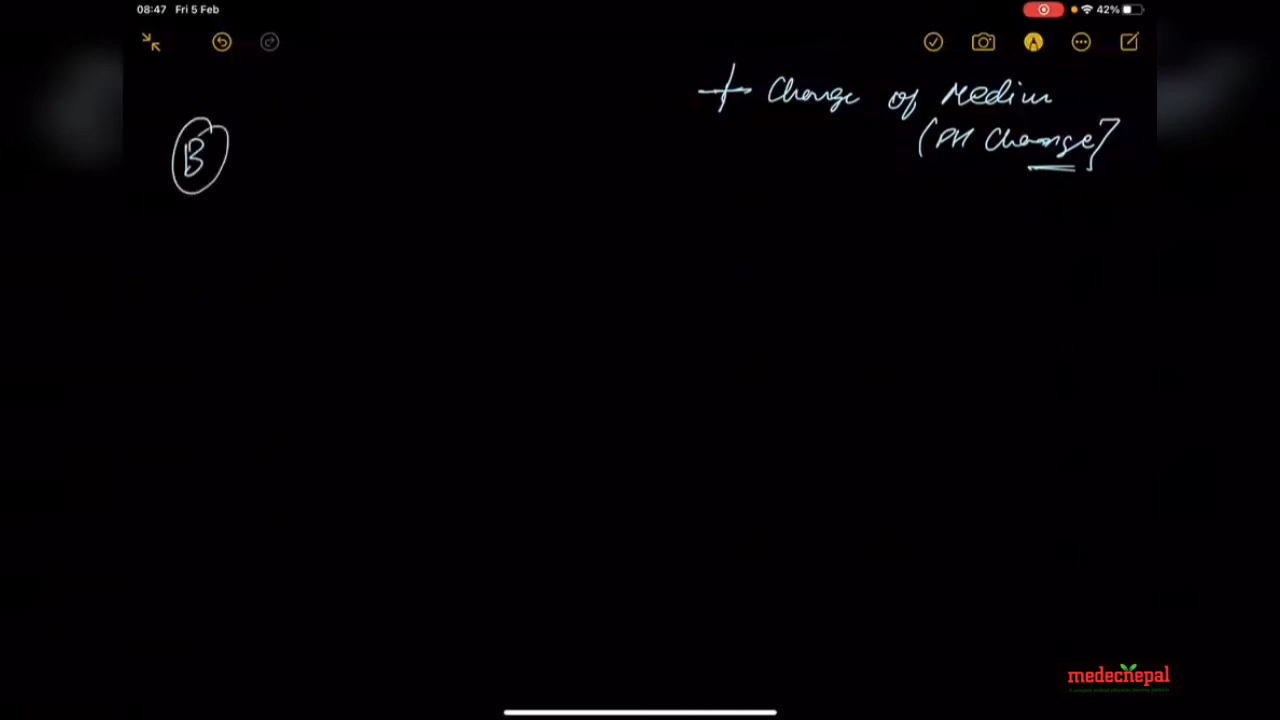 08:47 Fri 5 Feb
42%
+ Change of Medium
(PH Change]
B
medecnepal